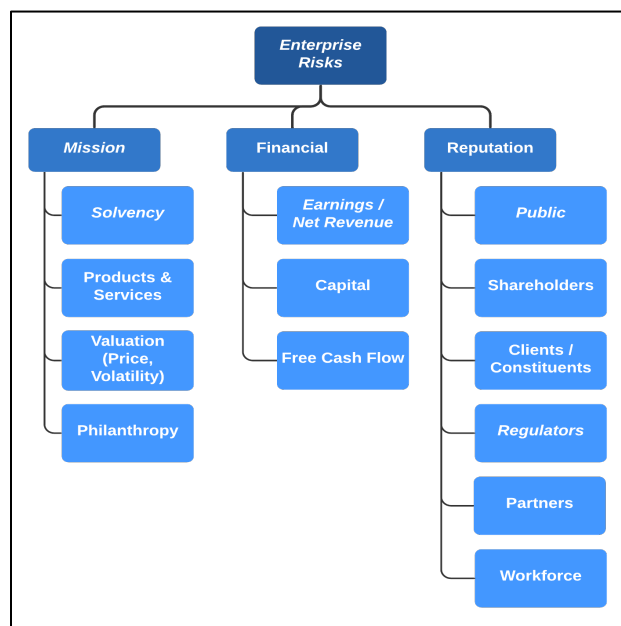 Enterprise
Risks
Mission
Financial
Reputation
Solvency
Products &
Services
Valuation
(Price,
Volatility)
Philanthropy
Earnings /
Net Revenue
Capital
Free Cash Flow
Public
Shareholders
Clients /
Constituents
Regulators
Partners
Workforce